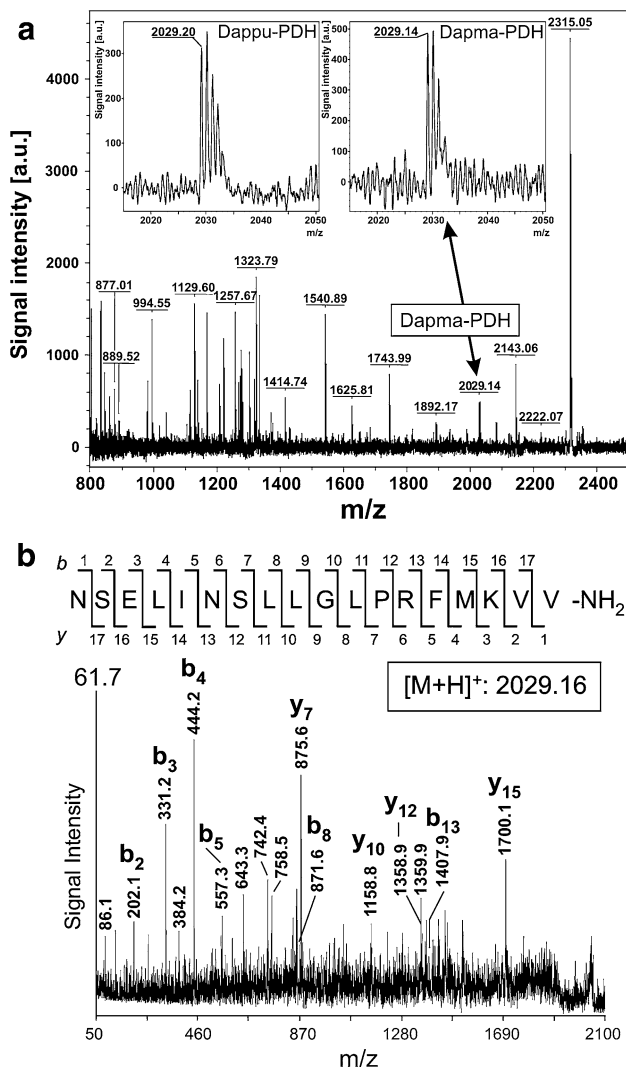 a
Signal intensity [a.u.]
4000
3000
2000
1000
0
800 1000 1200 1400 1600 1800 2000 2200 2400
m/z
Signal intensity [a.u.]
300
200
100
0
2029.20
Dappu-PDH
2020 2030 2040 2050
m/z
Signal intensity [a.u.]
500
400
300
200
100
0
2029.14
Dapma-PDH
2020 2030 2040 2050
m/z
2315.05
877.01
889.52
994.55
1129.60
1257.67
1323.79
1414.74
1540.89
1625.81
1743.99
1892.17
Dapma-PDH
2029.14
2143.06
2222.07
b
b 1 2 3 4 5 6 7 8 9 10 11 12 13 14 15 16 17
N S E L I N S L L G L P R F M K V V -NH2
y 17 16 15 14 13 12 11 10 9 8 7 6 5 4 3 2 1
[M+H]+: 2029.16
61.7
Signal Intensity
86.1
b2
202.1
b3
331.2
384.2
b4
444.2
b5
557.3
643.3
742.4
758.5
y7
875.6
b8
871.6
y10
1158.8
y12
1358.9
1359.9
b13
1407.9
y15
1700.1
50 460 870 1280 1690 2100
m/z